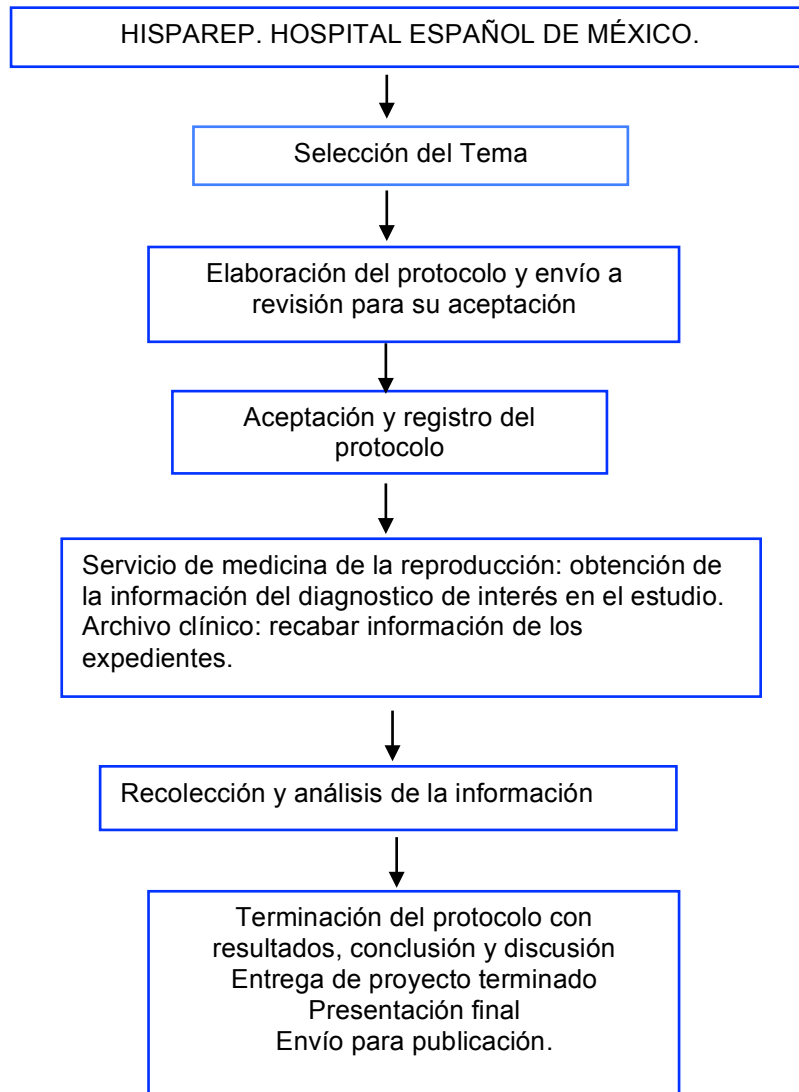 HISPAREP. HOSPITAL ESPAÑOL DE MÉXICO.
Selección del Tema
Elaboración del protocolo y envío a
revisión para su aceptación
Aceptación y registro del
protocolo
Servicio de medicina de la reproducción: obtención de
la información del diagnostico de interés en el estudio.
Archivo clínico: recabar información de los
expedientes.
Recolección y análisis de la información
Terminación del protocolo con
resultados, conclusión y discusión
Entrega de proyecto terminado
Presentación final
Envío para publicación.